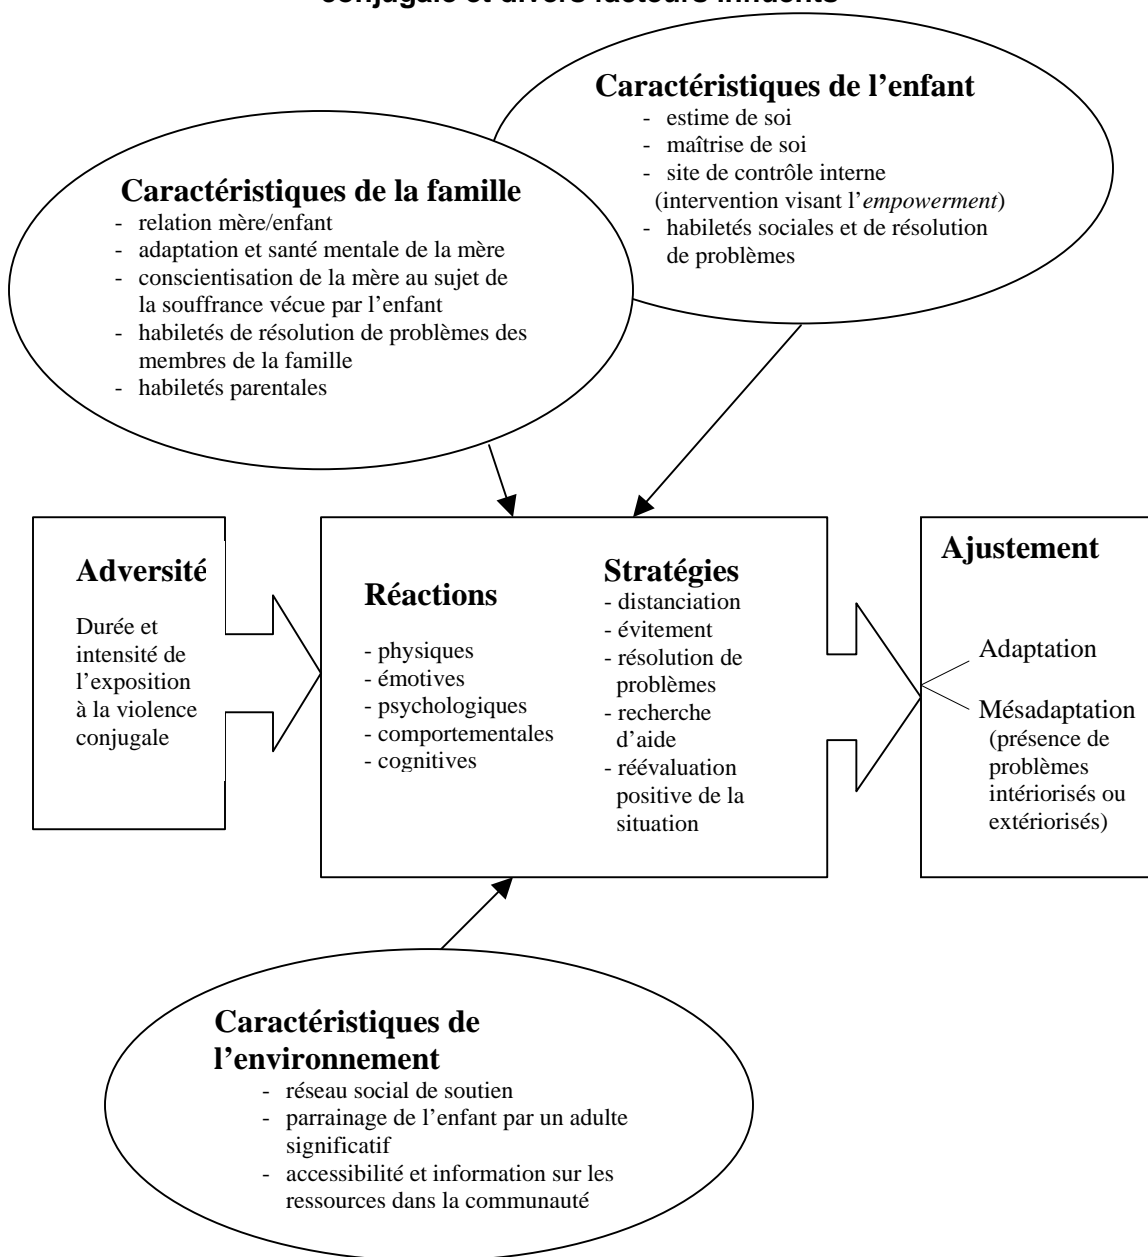 conjugale et divers facteurs influents
Caractéristiques de l’enfant
- estime de soi
- maîtrise de soi
- site de contrôle interne
(intervention visant l’empowerment)
- habiletés sociales et de résolution
de problèmes
Caractéristiques de la famille
- relation mère/enfant
- adaptation et santé mentale de la mère
- conscientisation de la mère au sujet de
la souffrance vécue par l’enfant
- habiletés de résolution de problèmes des
membres de la famille
- habiletés parentales
Adversité
Durée et
intensité de
l’exposition
à la violence
conjugale
Réactions
- physiques
- émotives
- psychologiques
- comportementales
- cognitives
Stratégies
- distanciation
- évitement
- résolution de
problèmes
- recherche
d’aide
- réévaluation
positive de la
situation
Ajustement
Adaptation
Mésadaptation
(présence de
problèmes
intériorisés ou
extériorisés)
Caractéristiques de
l’environnement
- réseau social de soutien
- parrainage de l’enfant par un adulte
significatif
- accessibilité et information sur les
ressources dans la communauté